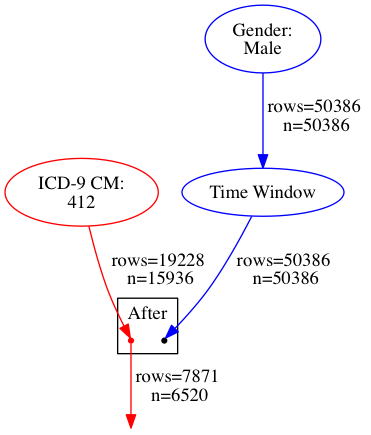 Gender:
Male
rows=50386
n=50386
ICD-9 CM:
412
Time Window
rows=19228
n=15936
rows=50386
n=50386
After
rows=7871
n=6520